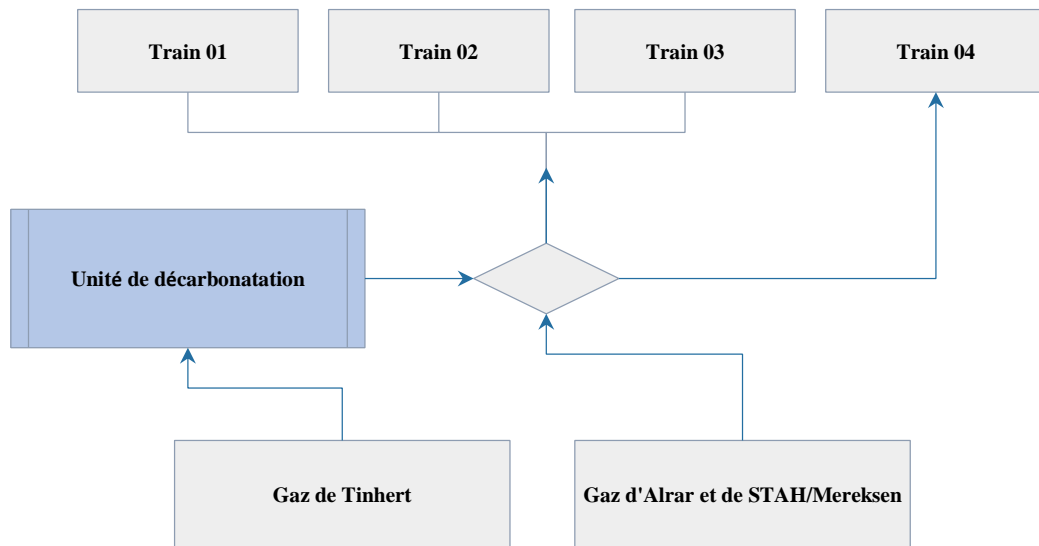 Train 01
Train 02
Train 03
Train 04
Unité de décarbonatation
Gaz de Tinhert
Gaz d'Alrar et de STAH/Mereksen